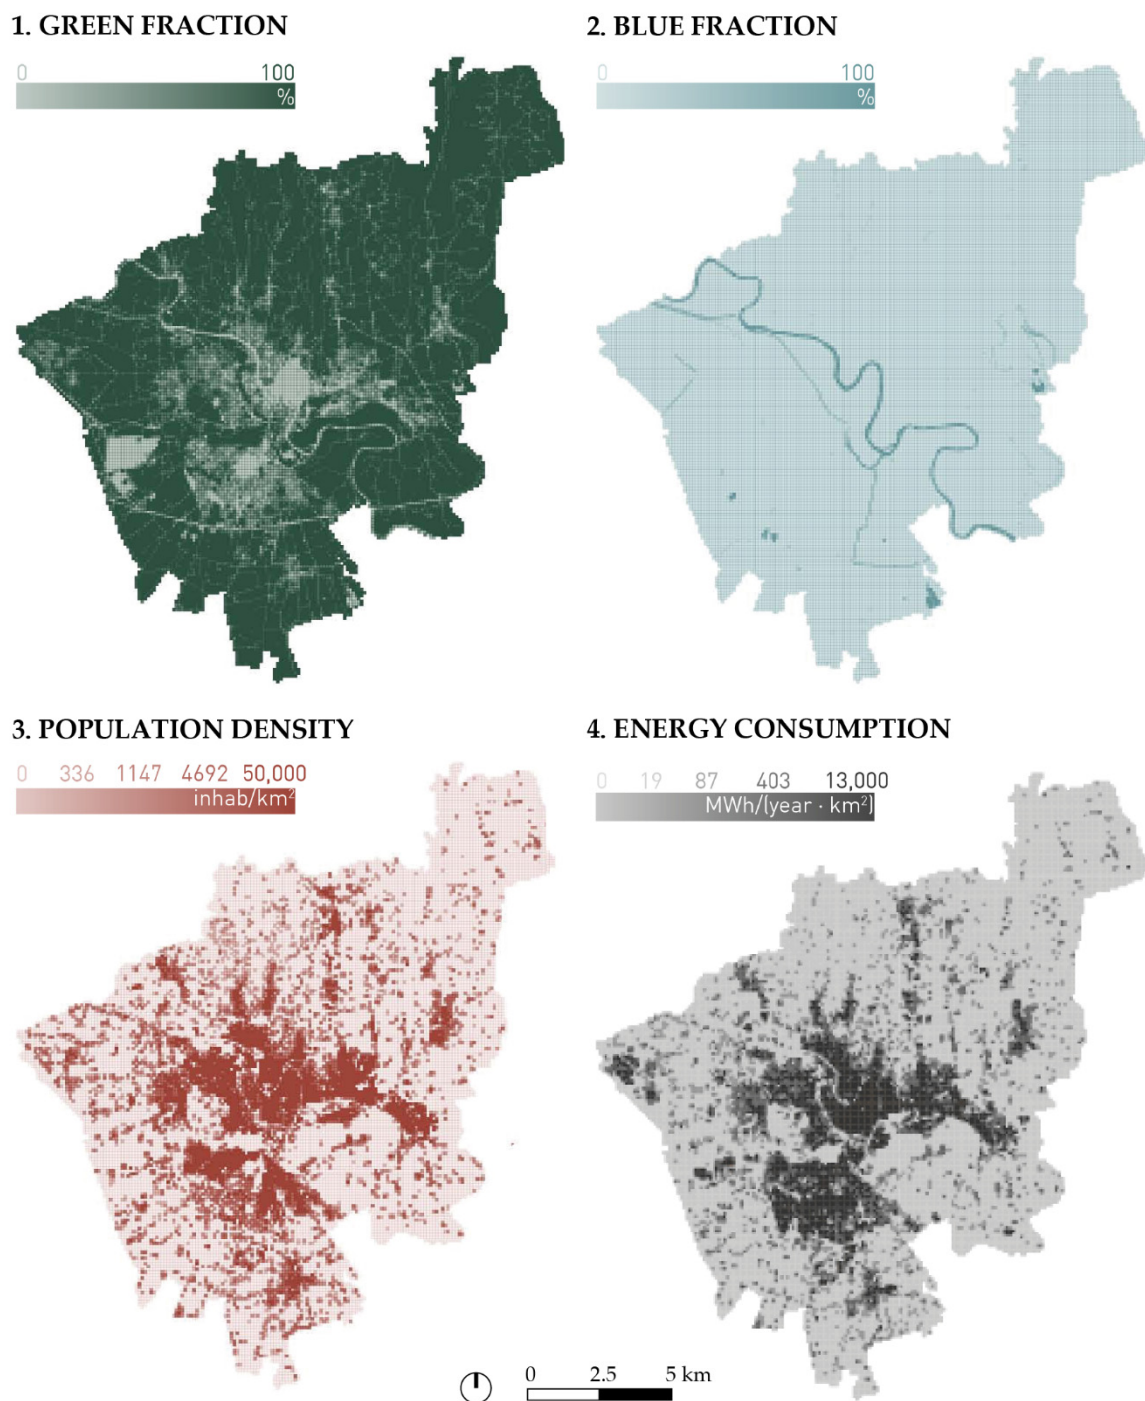 1. GREEN FRACTION
0 100
%
2. BLUE FRACTION
0 100
%
3. POPULATION DENSITY
0 336 1147 4692 50,000
inhab/km²
4. ENERGY CONSUMPTION
0 19 87 403 13,000
MWh/(year · km²)
0 2.5 5 km